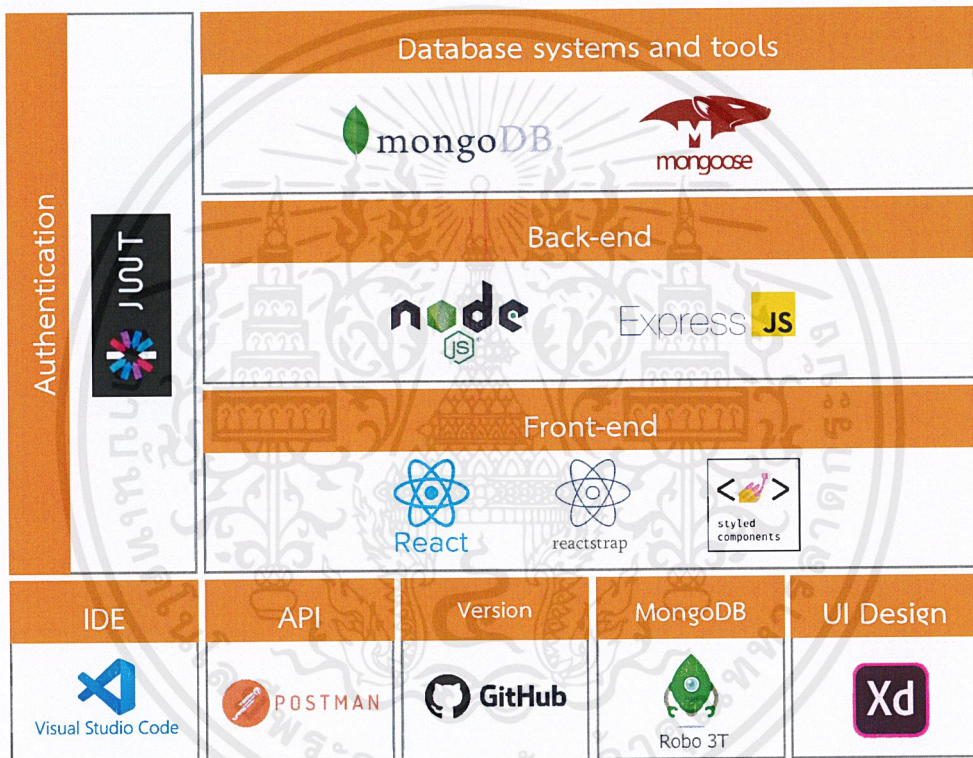 Authentication
JWT
Database systems and tools
mongoDB
mongoose
Back-end
node
JS
Express JS
Front-end
React
reactstrap
< >
styled
components
IDE
API
Version
MongoDB
UI Design
Visual Studio Code
POSTMAN
GitHub
Robo 3T
Xd